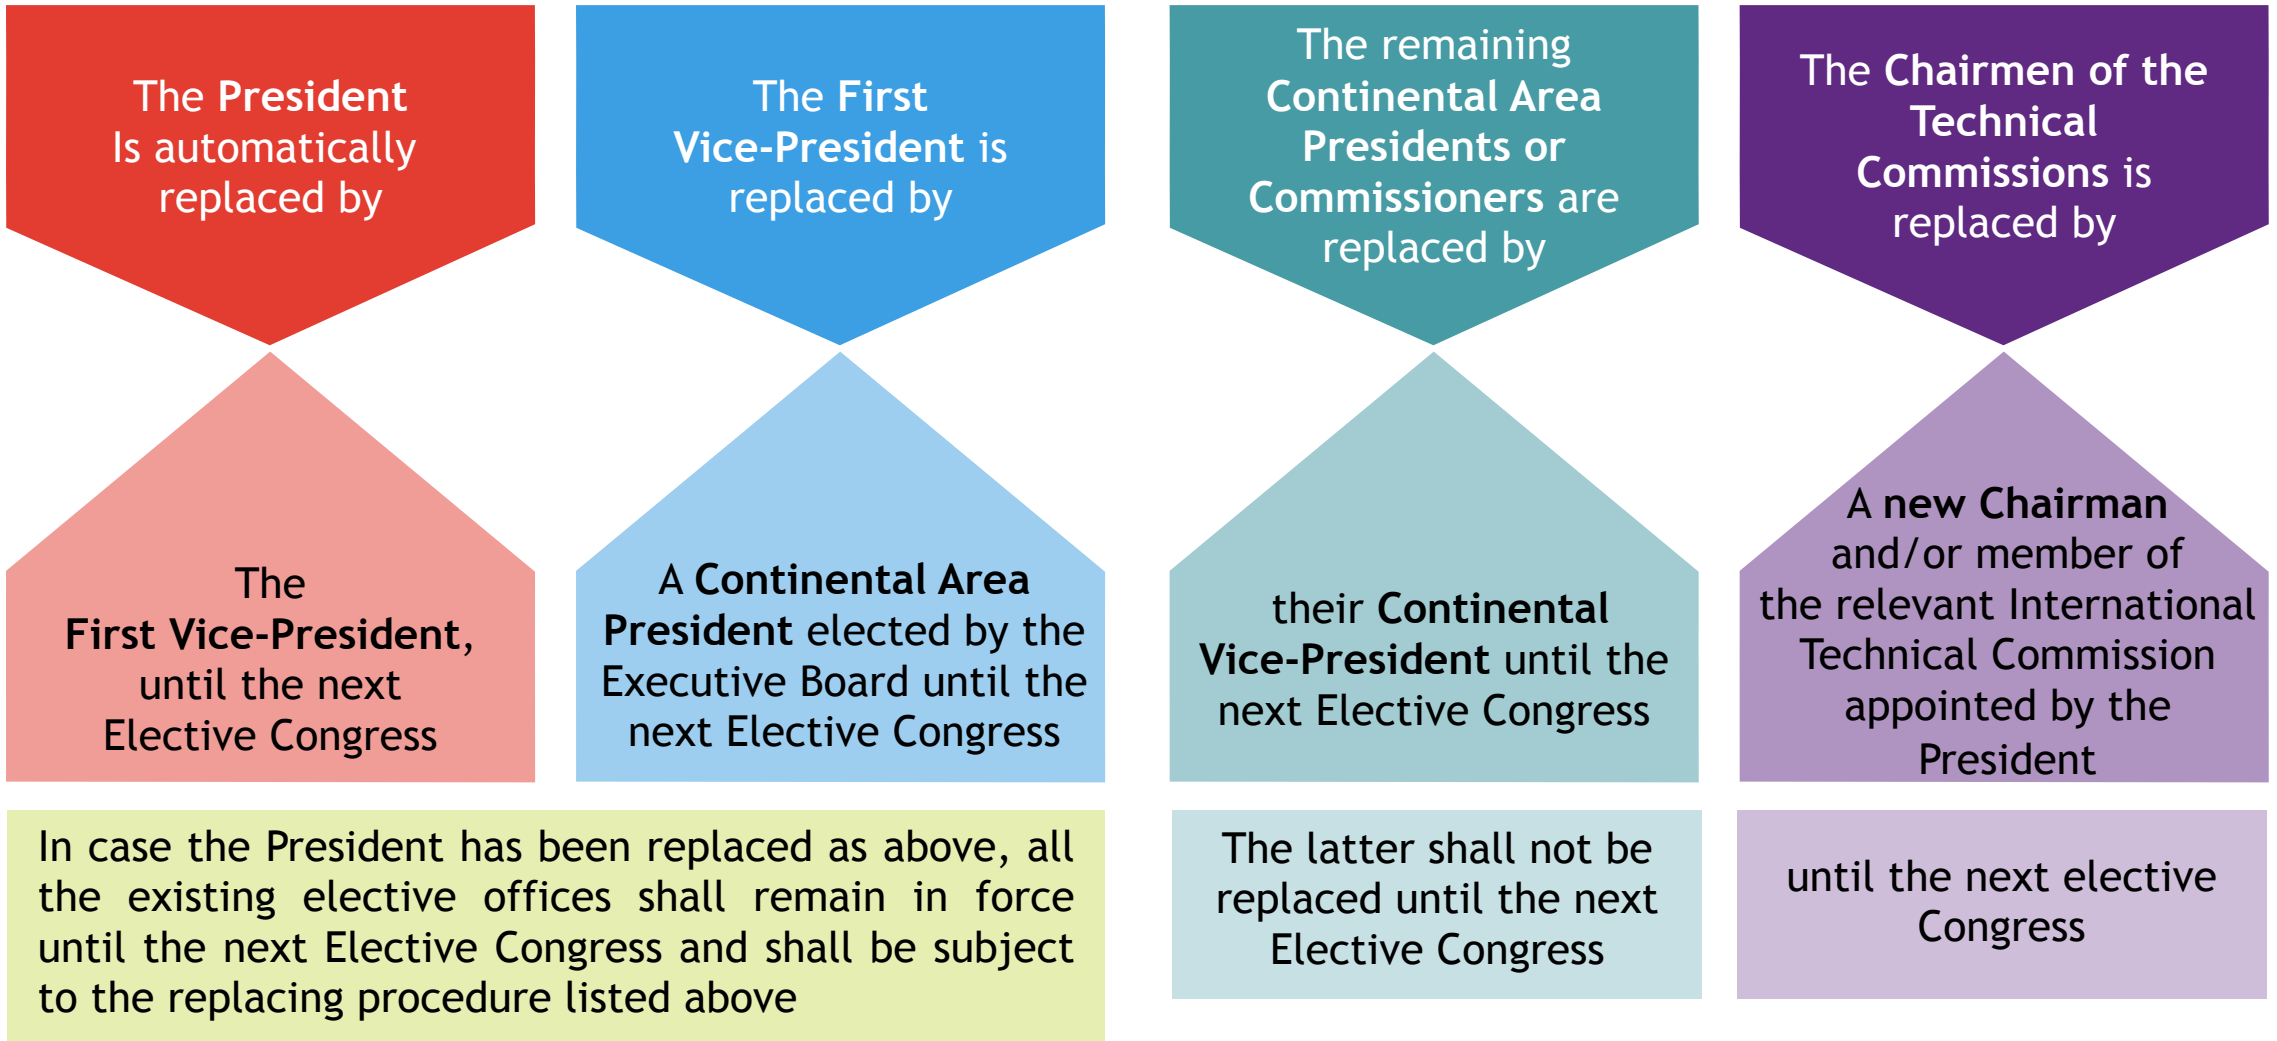 The President
Is automatically
replaced by
The
First Vice-President,
until the next
Elective Congress
The First
Vice-President is
replaced by
A Continental Area
President elected by the
Executive Board until the
next Elective Congress
In case the President has been replaced as above, all
the existing elective offices shall remain in force
until the next Elective Congress and shall be subject
to the replacing procedure listed above
The remaining
Continental Area
Presidents or
Commissioners are
replaced by
their Continental
Vice-President until the
next Elective Congress
The latter shall not be
replaced until the next
Elective Congress
The Chairmen of the
Technical
Commissions is
replaced by
A new Chairman
and/or member of
the relevant International
Technical Commission
appointed by the
President
until the next elective
Congress